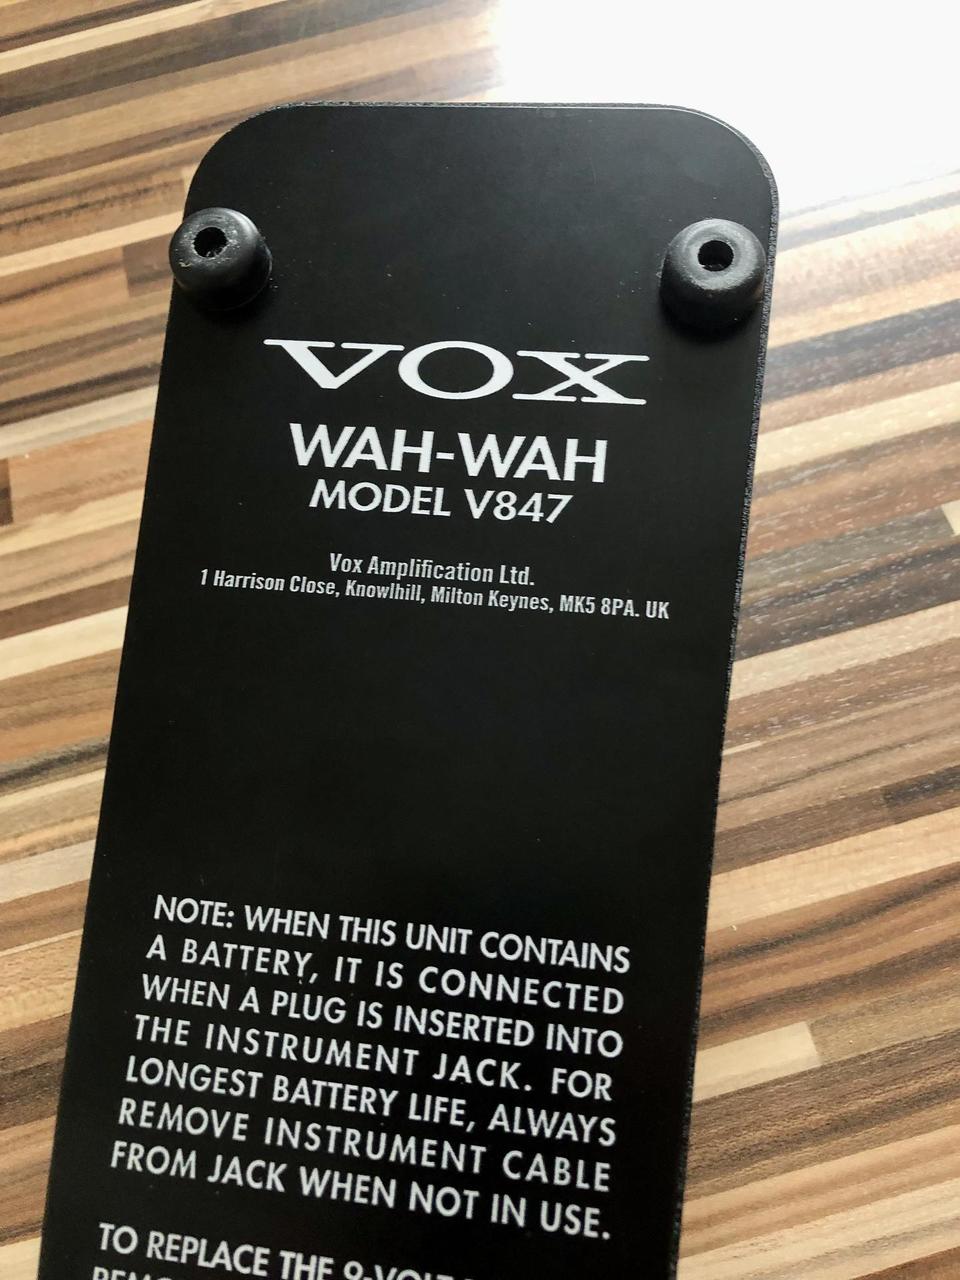 VOX
WAH-WAH
MODEL V847
Vox Amplification Ltd.
1 Harrison Close, Knowlhill, Milton Keynes, MK5 8PA. UK
NOTE: WHEN THIS UNIT CONTAINS
A BATTERY, IT IS CONNECTED
WHEN A PLUG IS INSERTED INTO
THE INSTRUMENT JACK. FOR
LONGEST BATTERY LIFE, ALWAYS
REMOVE INSTRUMENT CABLE
FROM JACK WHEN NOT IN USE.
TO REPLACE THE 9-VOLT